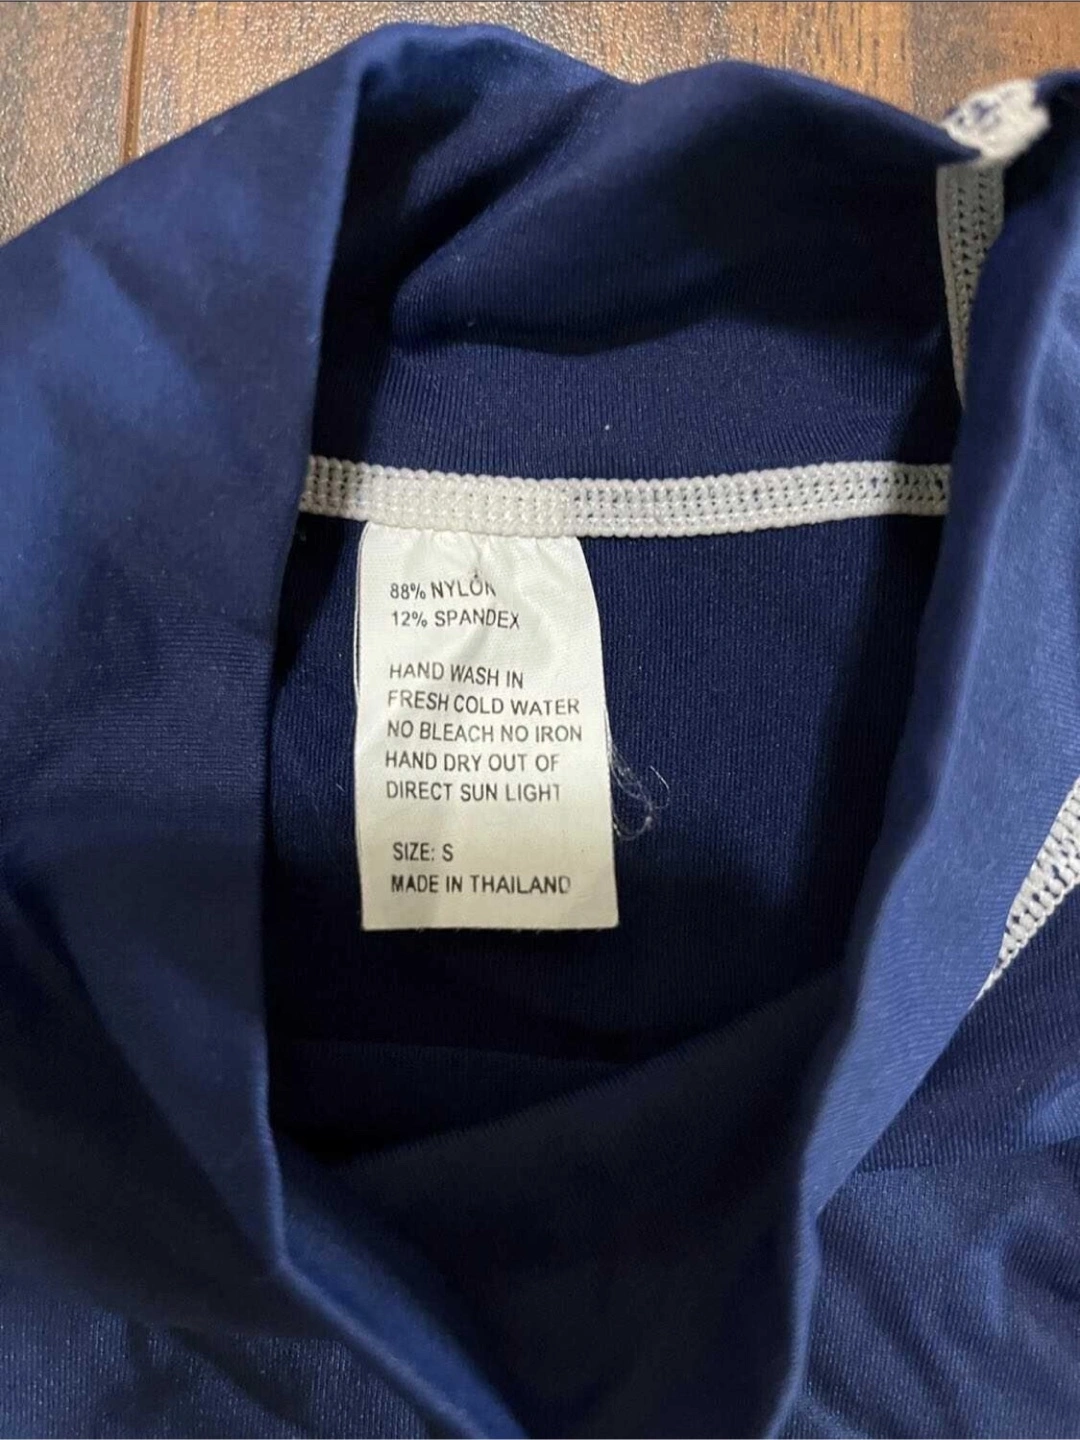 88% NYLON
12% SPANDEX
HAND WASH IN
FRESH COLD WATER
NO BLEACH NO IRON
HAND DRY OUT OF
DIRECT SUN LIGHT
SIZE: S
MADE IN THAILAND